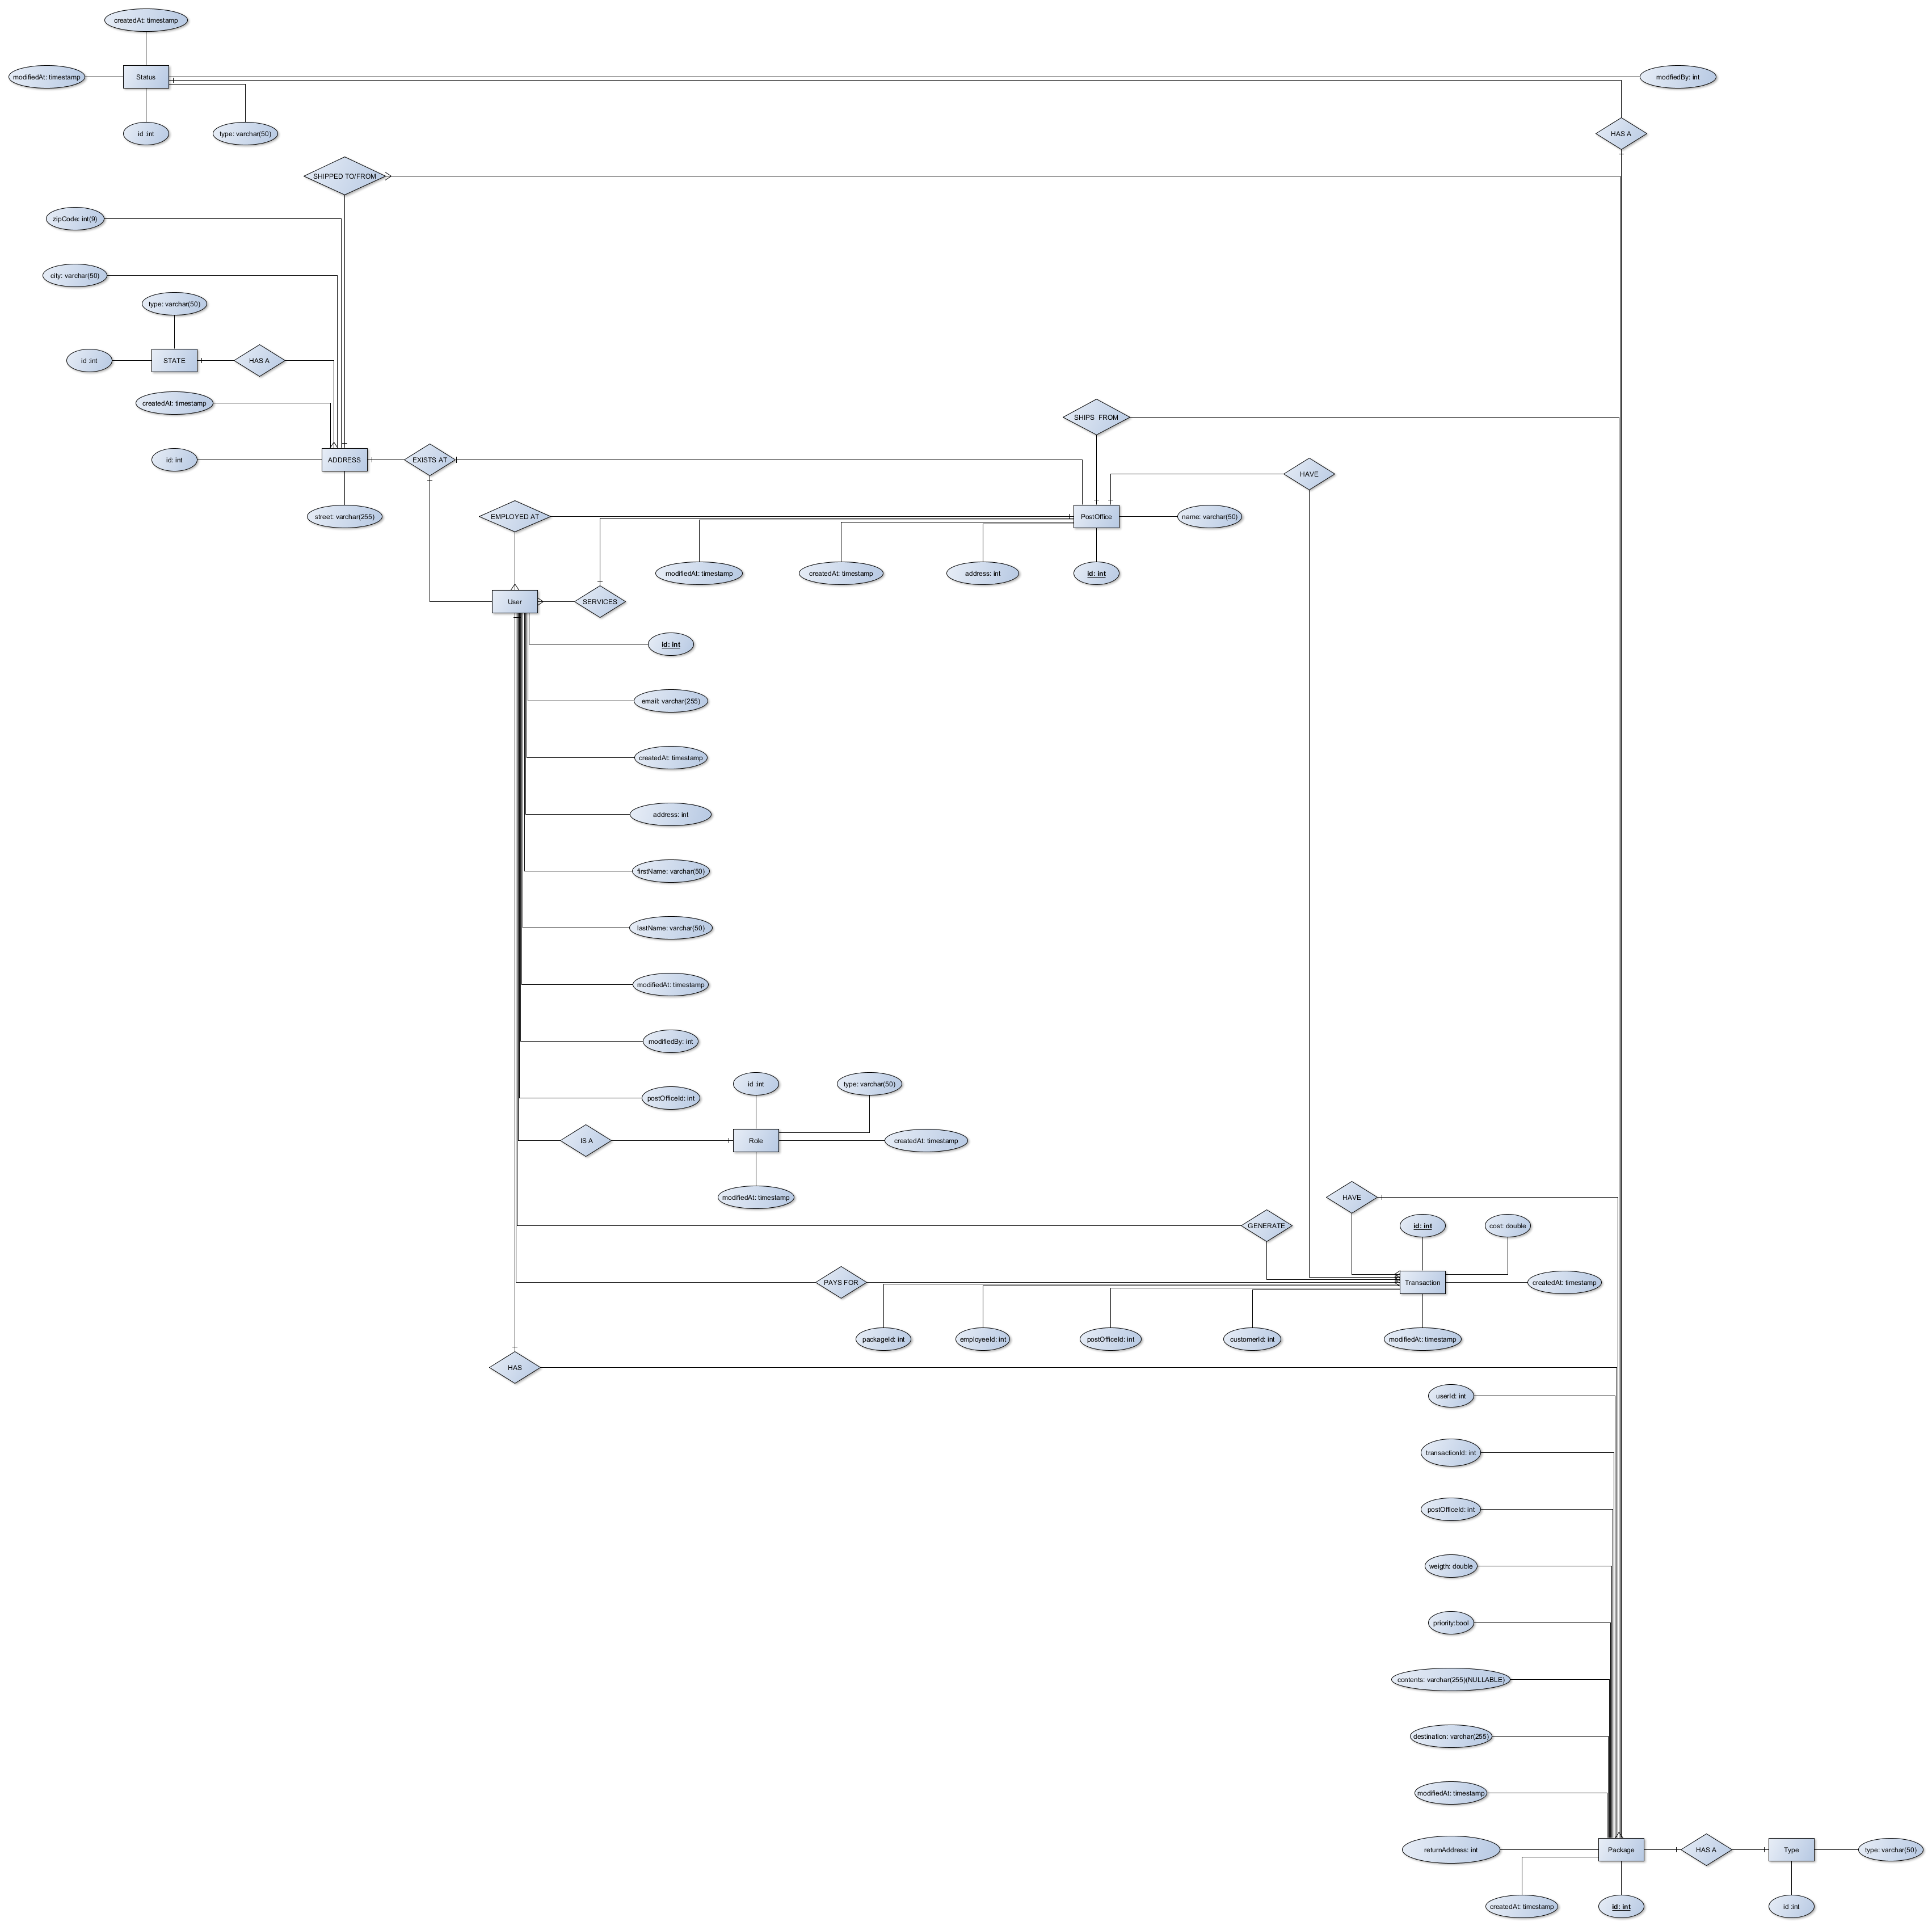 createdAt: timestamp
modifiedAt: timestamp
Status
modfiedBy: int
id :int
type: varchar(50)
HAS A
SHIPPED TO/FROM
zipCode: int(9)
city: varchar(50)
type: varchar(50)
id :int
STATE
HAS A
createdAt: timestamp
SHIPS FROM
id: int
ADDRESS
EXISTS AT
HAVE
street: varchar(255)
EMPLOYED AT
PostOffice
name: varchar(50)
modifiedAt: timestamp
createdAt: timestamp
address: int
id: int
User
SERVICES
id: int
email: varchar(255)
createdAt: timestamp
address: int
firstName: varchar(50)
lastName: varchar(50)
modifiedAt: timestamp
modifiedBy: int
id :int
type: varchar(50)
postOfficeId: int
IS A
Role
createdAt: timestamp
modifiedAt: timestamp
HAVE
GENERATE
id: int
cost: double
PAYS FOR
Transaction
createdAt: timestamp
packageId: int
employeeId: int
postOfficeId: int
customerId: int
modifiedAt: timestamp
HAS
userId: int
transactionId: int
postOfficeId: int
weigth: double
priority:bool
contents: varchar(255)(NULLABLE)
destination: varchar(255)
modifiedAt: timestamp
returnAddress: int
Package
HAS A
Type
type: varchar(50)
createdAt: timestamp
id: int
id :int